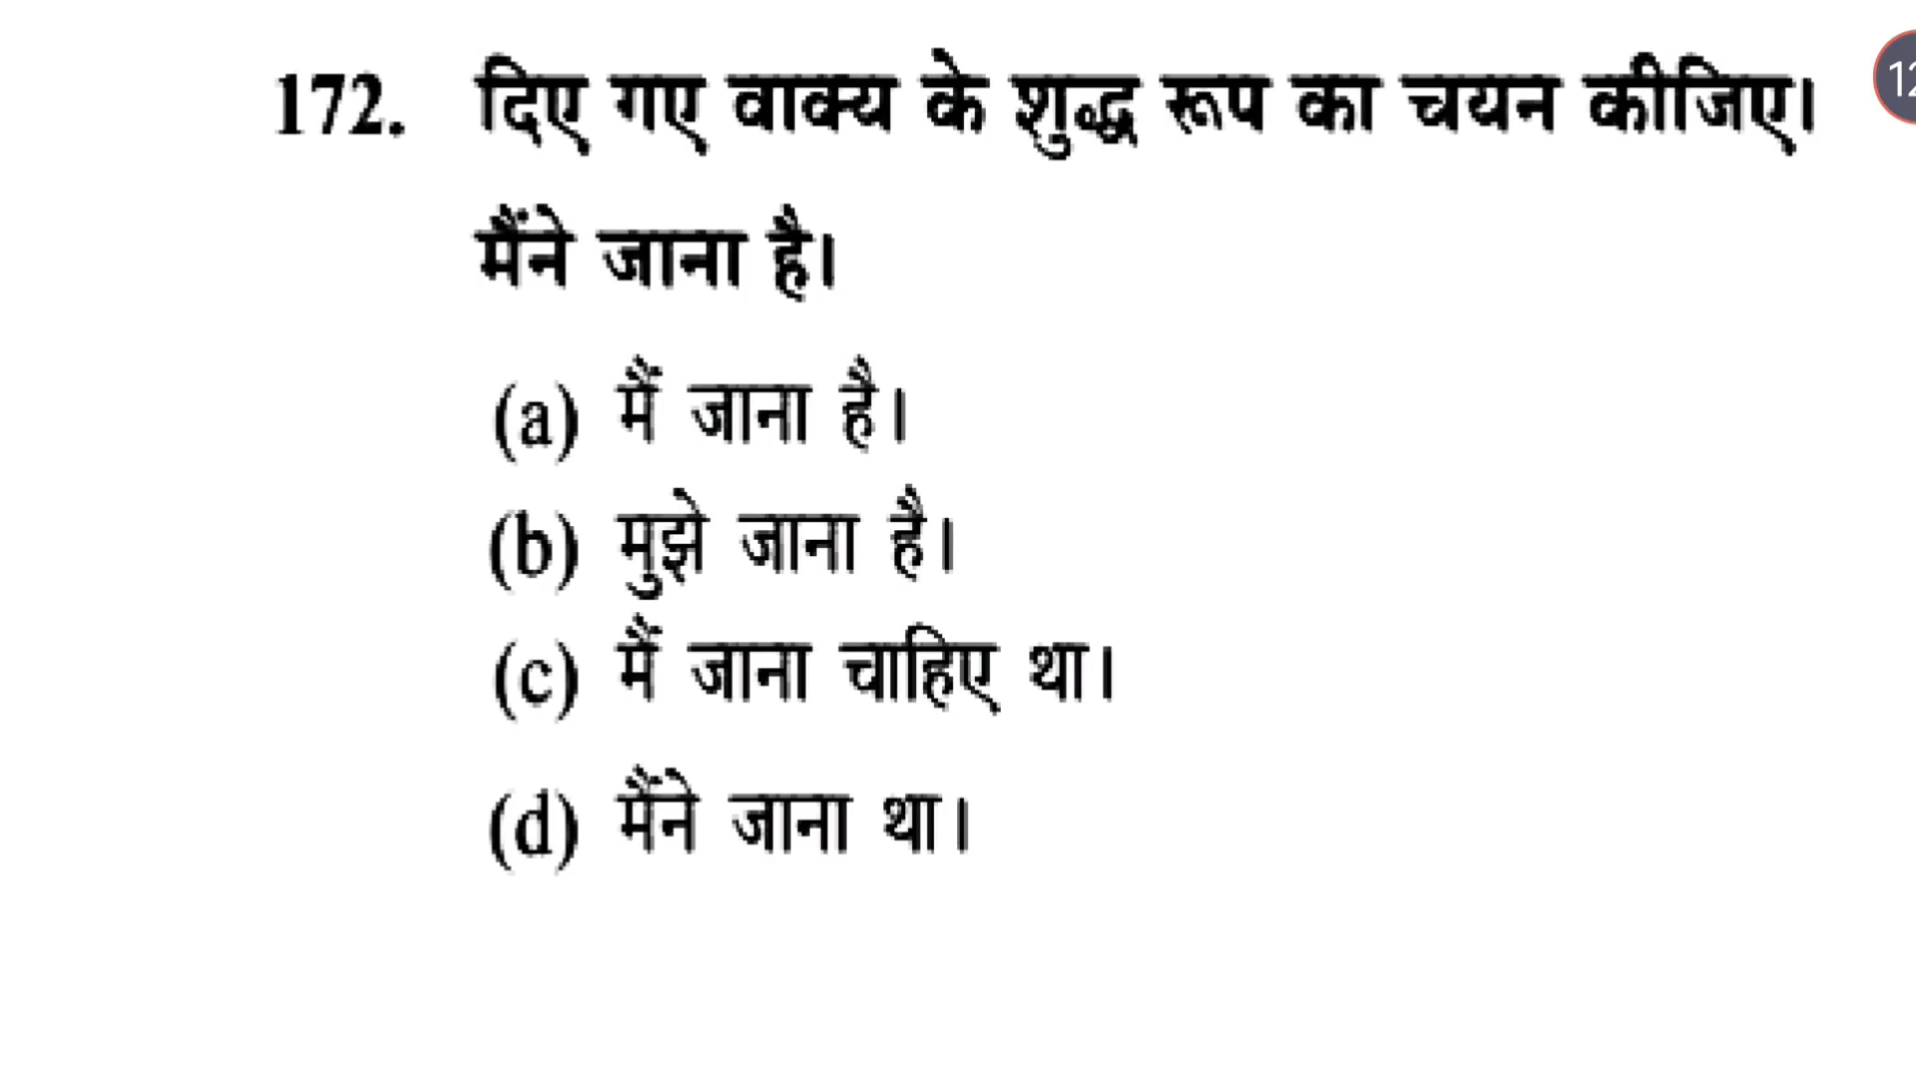 172. दिए गए वाक्य के शुद्ध रूप का चयन कीजिए।
मैंने जाना है।
(a) मैं जाना है।
(b) मुझे जाना है।
(c) मैं जाना चाहिए था।
(d) मैंने जाना था।